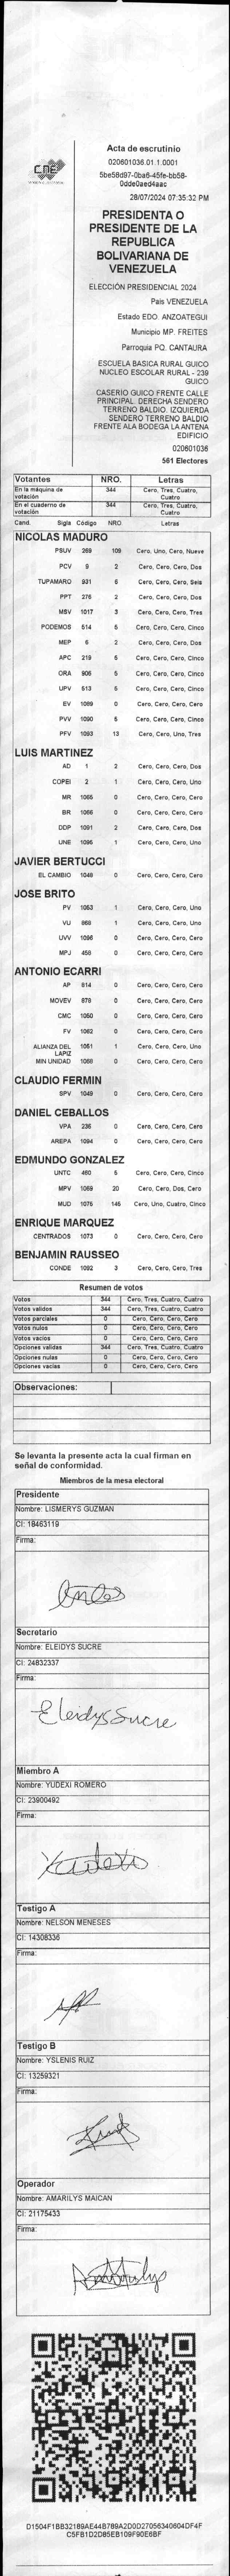 CNE
Acta de escrutinio
020601036.01.1.0001
5be58d97-0ba6-45fe-bb58-
0dde0aed4aac
28/07/2024 07:35:32 PM
PRESIDENTA O
PRESIDENTE DE LA
REPUBLICA
BOLIVARIANA DE
VENEZUELA
ELECCIÓN PRESIDENCIAL 2024
País VENEZUELA
Estado EDO. ANZOATEGUI
Municipio MP. FREITES
Parroquia PQ. CANTAURA
ESCUELA BASICA RURAL GUICO
NUCLEO ESCOLAR RURAL - 239
GUICO
CASERIO GUICO FRENTE CALLE
PRINCIPAL. DERECHA SENDERO
TERRENO BALDIO. IZQUIERDA
SENDERO TERRENO BALDIO
FRENTE ALA BODEGA LA ANTENA
EDIFICIO
020601036
561 Electores
Votantes NRO. Letras
En la máquina de votación 344 Cero, Tres, Cuatro, Cuatro
En el cuaderno de votación 344 Cero, Tres, Cuatro, Cuatro
Cand. Sigla Código NRO Letras
NICOLAS MADURO
PSUV 269 109 Cero, Uno, Cero, Nueve
PCV 9 2 Cero, Cero, Cero, Dos
TUPAMARO 931 6 Cero, Cero, Cero, Seis
PPT 276 2 Cero, Cero, Cero, Dos
MSV 1017 3 Cero, Cero, Cero, Tres
PODEMOS 514 5 Cero, Cero, Cero, Cinco
MEP 6 2 Cero, Cero, Cero, Dos
APC 219 5 Cero, Cero, Cero, Cinco
ORA 906 5 Cero, Cero, Cero, Cinco
UPV 513 5 Cero, Cero, Cero, Cinco
EV 1089 0 Cero, Cero, Cero, Cero
PVV 1090 5 Cero, Cero, Cero, Cinco
PFV 1093 13 Cero, Cero, Uno, Tres
LUIS MARTINEZ
AD 1 2 Cero, Cero, Cero, Dos
COPEI 2 1 Cero, Cero, Cero, Uno
MR 1065 0 Cero, Cero, Cero, Cero
BR 1066 0 Cero, Cero, Cero, Cero
DDP 1091 2 Cero, Cero, Cero, Dos
UNE 1095 1 Cero, Cero, Cero, Uno
JAVIER BERTUCCI
EL CAMBIO 1048 0 Cero, Cero, Cero, Cero
JOSE BRITO
PV 1053 1 Cero, Cero, Cero, Uno
VU 868 1 Cero, Cero, Cero, Uno
UVV 1096 0 Cero, Cero, Cero, Cero
MPJ 458 0 Cero, Cero, Cero, Cero
ANTONIO ECARRI
AP 814 0 Cero, Cero, Cero, Cero
MOVEV 879 0 Cero, Cero, Cero, Cero
CMC 1050 0 Cero, Cero, Cero, Cero
FV 1062 0 Cero, Cero, Cero, Cero
ALIANZA DEL LAPIZ 1051 1 Cero, Cero, Cero, Uno
MIN UNIDAD 1068 0 Cero, Cero, Cero, Cero
CLAUDIO FERMIN
SPV 1049 0 Cero, Cero, Cero, Cero
DANIEL CEBALLOS
VPA 236 0 Cero, Cero, Cero, Cero
AREPA 1094 0 Cero, Cero, Cero, Cero
EDMUNDO GONZALEZ
UNTC 460 5 Cero, Cero, Cero, Cinco
MPV 1069 20 Cero, Cero, Dos, Cero
MUD 1075 145 Cero, Uno, Cuatro, Cinco
ENRIQUE MARQUEZ
CENTRADOS 1073 0 Cero, Cero, Cero, Cero
BENJAMIN RAUSSEO
CONDE 1092 3 Cero, Cero, Cero, Tres
Resumen de votos
Votos 344 Cero, Tres, Cuatro, Cuatro
Votos validos 344 Cero, Tres, Cuatro, Cuatro
Votos parciales 0 Cero, Cero, Cero, Cero
Votos nulos 0 Cero, Cero, Cero, Cero
Votos vacios 0 Cero, Cero, Cero, Cero
Opciones validas 344 Cero, Tres, Cuatro, Cuatro
Opciones nulas 0 Cero, Cero, Cero, Cero
Opciones vacias 0 Cero, Cero, Cero, Cero
Observaciones:
Se levanta la presente acta la cual firman en
señal de conformidad.
Miembros de la mesa electoral
Presidente
Nombre: LISMERYS GUZMAN
CI: 18463119
Firma:
Secretario
Nombre: ELEIDYS SUCRE
CI: 24832337
Firma:
Eleidys Sucre
Miembro A
Nombre: YUDEXI ROMERO
CI: 23900492
Firma:
Testigo A
Nombre: NELSON MENESES
CI: 14308336
Firma:
Testigo B
Nombre: YSLENIS RUIZ
CI: 13259321
Firma:
Operador
Nombre: AMARILYS MAICAN
CI: 21175433
Firma:
D1504F1BB32189AE44B789A2D0D27056340604DF4F
C5FB1D2D85EB109F90E6BF